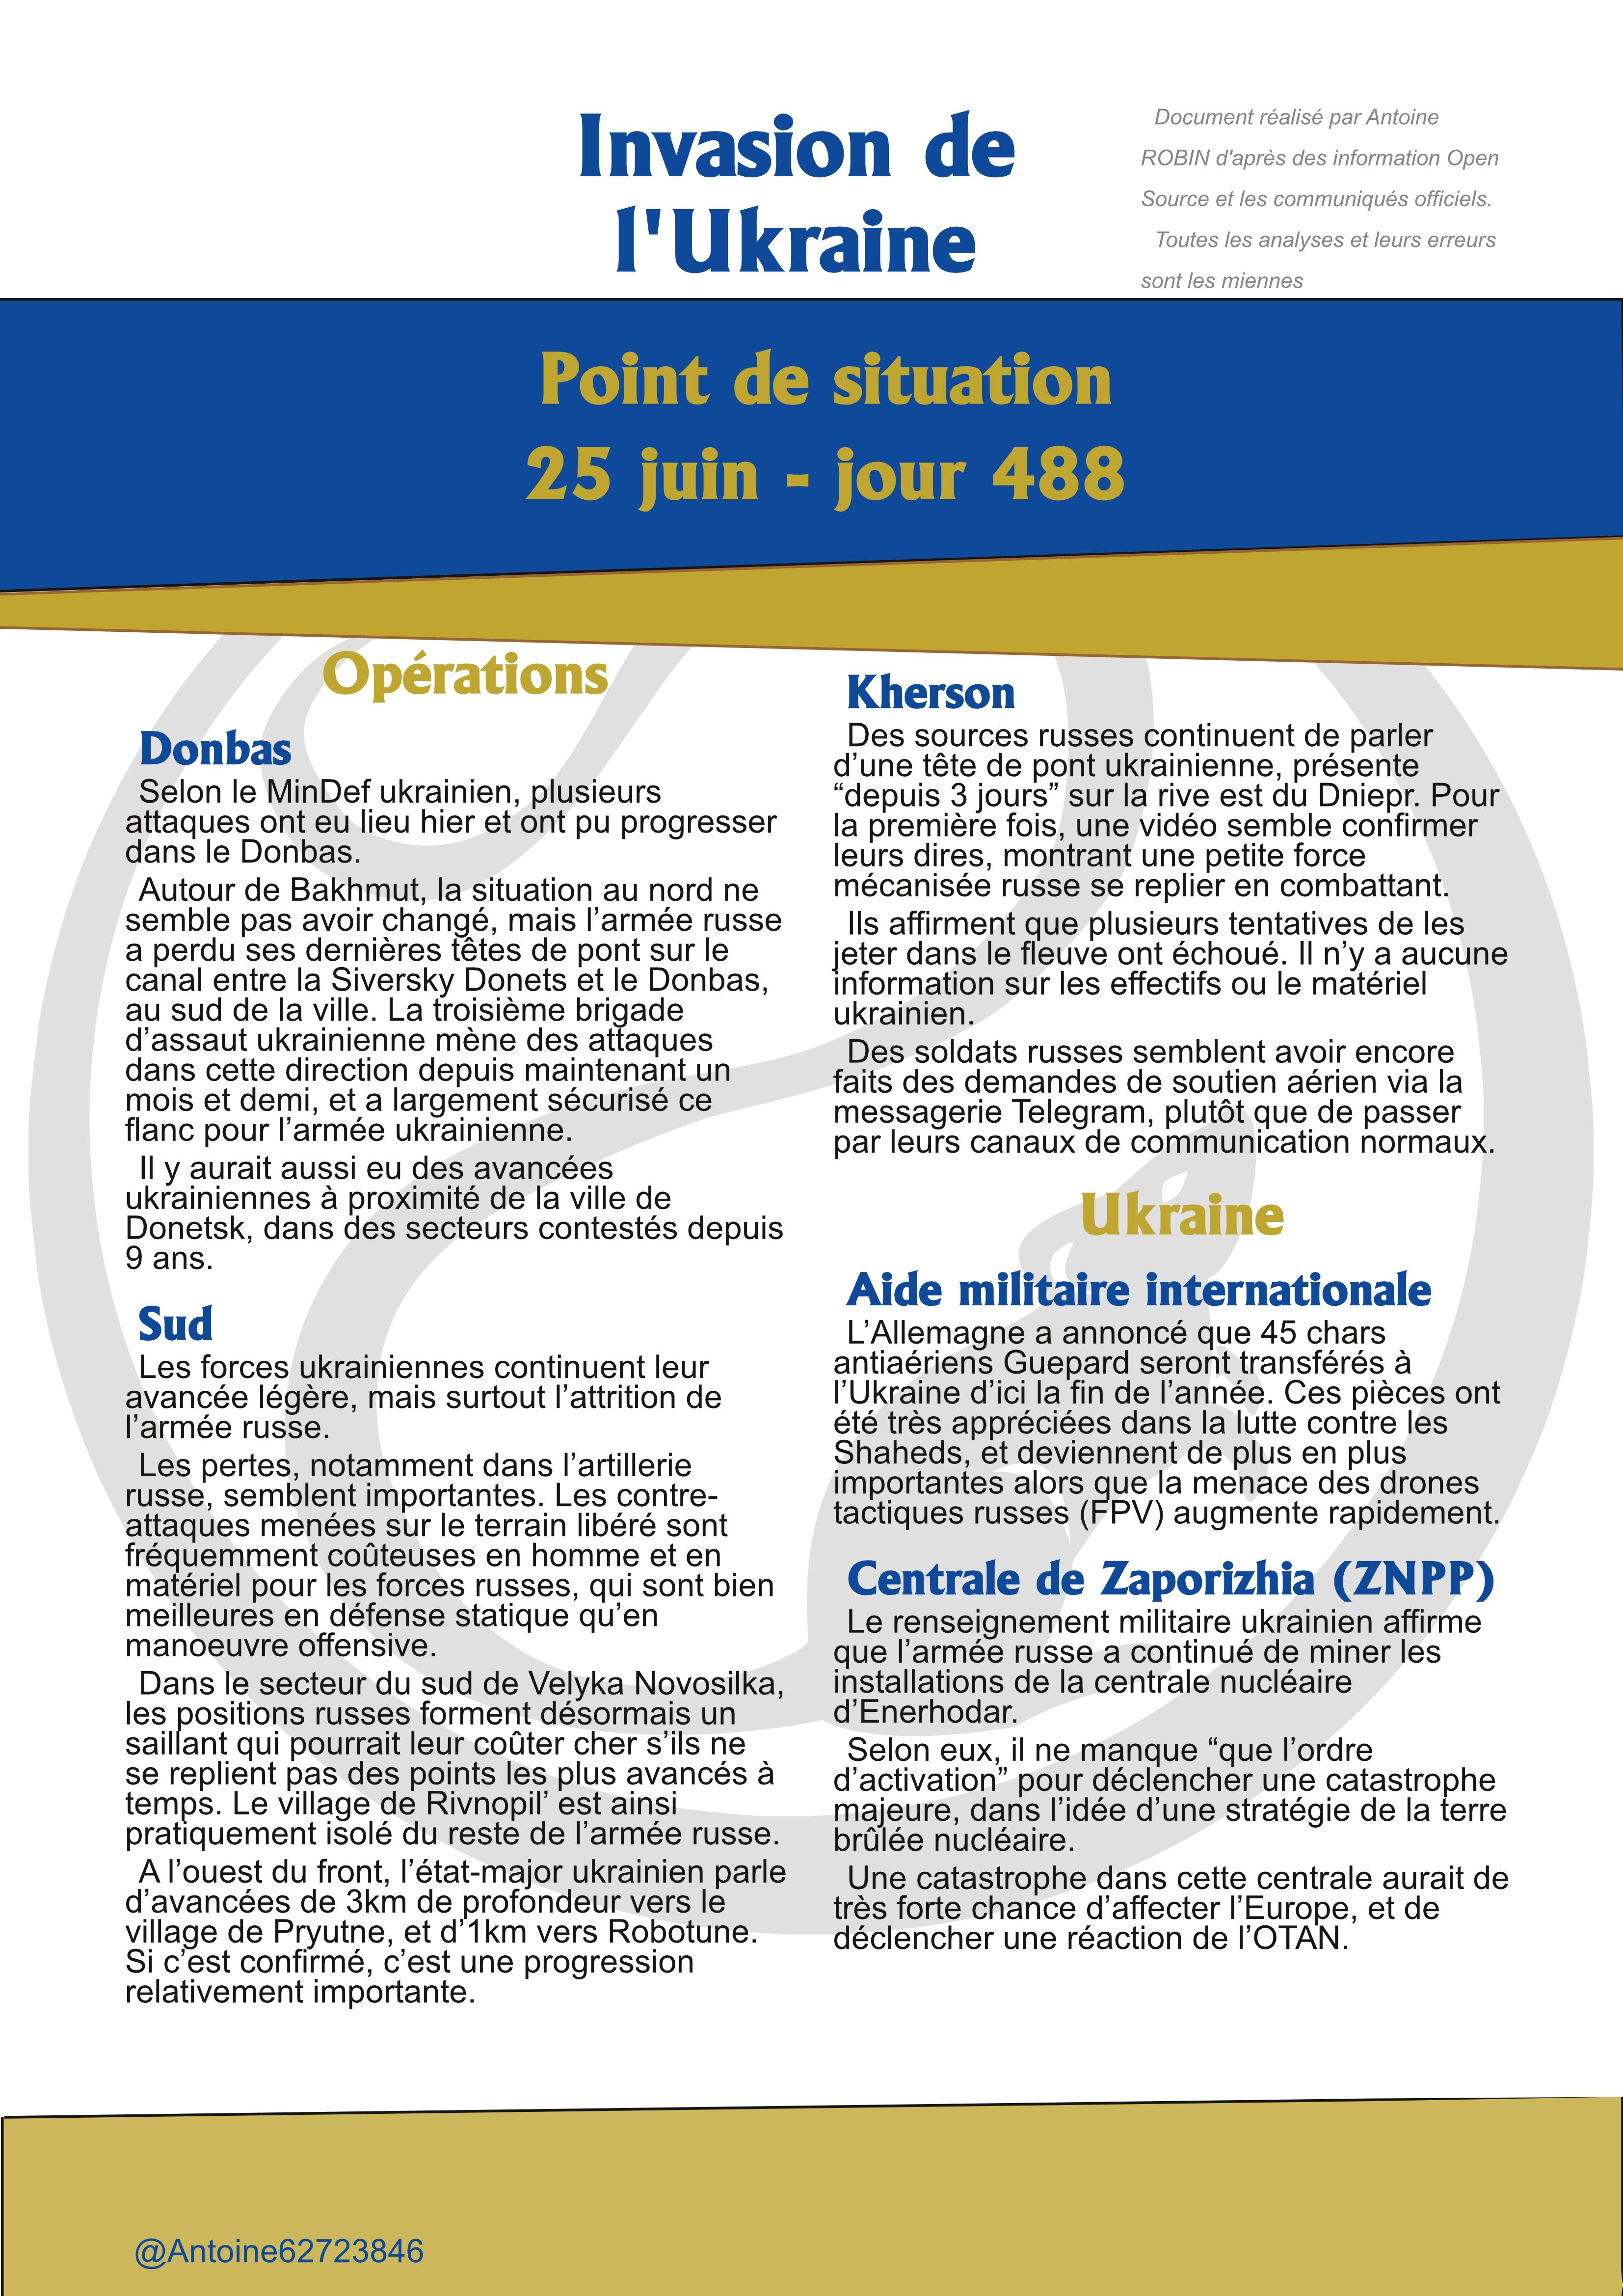 Invasion de
l'Ukraine
Document réalisé par Antoine
ROBIN d'après des information Open
Source et les communiqués officiels.
Toutes les analyses et leurs erreurs
sont les miennes
Point de situation
25 juin - jour 488
Opérations
Donbas
Selon le MinDef ukrainien, plusieurs
attaques ont eu lieu hier et ont pu progresser
dans le Donbas.
Autour de Bakhmut, la situation au nord ne
semble pas avoir changé, mais l’armée russe
a perdu ses dernières têtes de pont sur le
canal entre la Siversky Donets et le Donbas,
au sud de la ville. La troisième brigade
d’assaut ukrainienne mène des attaques
dans cette direction depuis maintenant un
mois et demi, et a largement sécurisé ce
flanc pour l’armée ukrainienne.
Il y aurait aussi eu des avancées
ukrainiennes à proximité de la ville de
Donetsk, dans des secteurs contestés depuis
9 ans.
Sud
Les forces ukrainiennes continuent leur
avancée légère, mais surtout l’attrition de
l’armée russe.
Les pertes, notamment dans l’artillerie
russe, semblent importantes. Les contre-
attaques menées sur le terrain libéré sont
fréquemment coûteuses en homme et en
matériel pour les forces russes, qui sont bien
meilleures en défense statique qu’en
manoeuvre offensive.
Dans le secteur du sud de Velyka Novosilka,
les positions russes forment désormais un
saillant qui pourrait leur coûter cher s’ils ne
se replient pas des points les plus avancés à
temps. Le village de Rivnopil’ est ainsi
pratiquement isolé du reste de l’armée russe.
A l’ouest du front, l’état-major ukrainien parle
d’avancées de 3km de profondeur vers le
village de Pryutne, et d’1km vers Robotune.
Si c’est confirmé, c’est une progression
relativement importante.
Kherson
Des sources russes continuent de parler
d’une tête de pont ukrainienne, présente
“depuis 3 jours” sur la rive est du Dniepr. Pour
la première fois, une vidéo semble confirmer
leurs dires, montrant une petite force
mécanisée russe se replier en combattant.
Ils affirment que plusieurs tentatives de les
jeter dans le fleuve ont échoué. Il n’y a aucune
information sur les effectifs ou le matériel
ukrainien.
Des soldats russes semblent avoir encore
faits des demandes de soutien aérien via la
messagerie Telegram, plutôt que de passer
par leurs canaux de communication normaux.
Ukraine
Aide militaire internationale
L’Allemagne a annoncé que 45 chars
antiaériens Guepard seront transférés à
l’Ukraine d’ici la fin de l’année. Ces pièces ont
été très appréciées dans la lutte contre les
Shaheds, et deviennent de plus en plus
importantes alors que la menace des drones
tactiques russes (FPV) augmente rapidement.
Centrale de Zaporizhia (ZNPP)
Le renseignement militaire ukrainien affirme
que l’armée russe a continué de miner les
installations de la centrale nucléaire
d’Enerhodar.
Selon eux, il ne manque “que l’ordre
d’activation” pour déclencher une catastrophe
majeure, dans l’idée d’une stratégie de la terre
brûlée nucléaire.
Une catastrophe dans cette centrale aurait de
très forte chance d’affecter l’Europe, et de
déclencher une réaction de l’OTAN.
@Antoine62723846